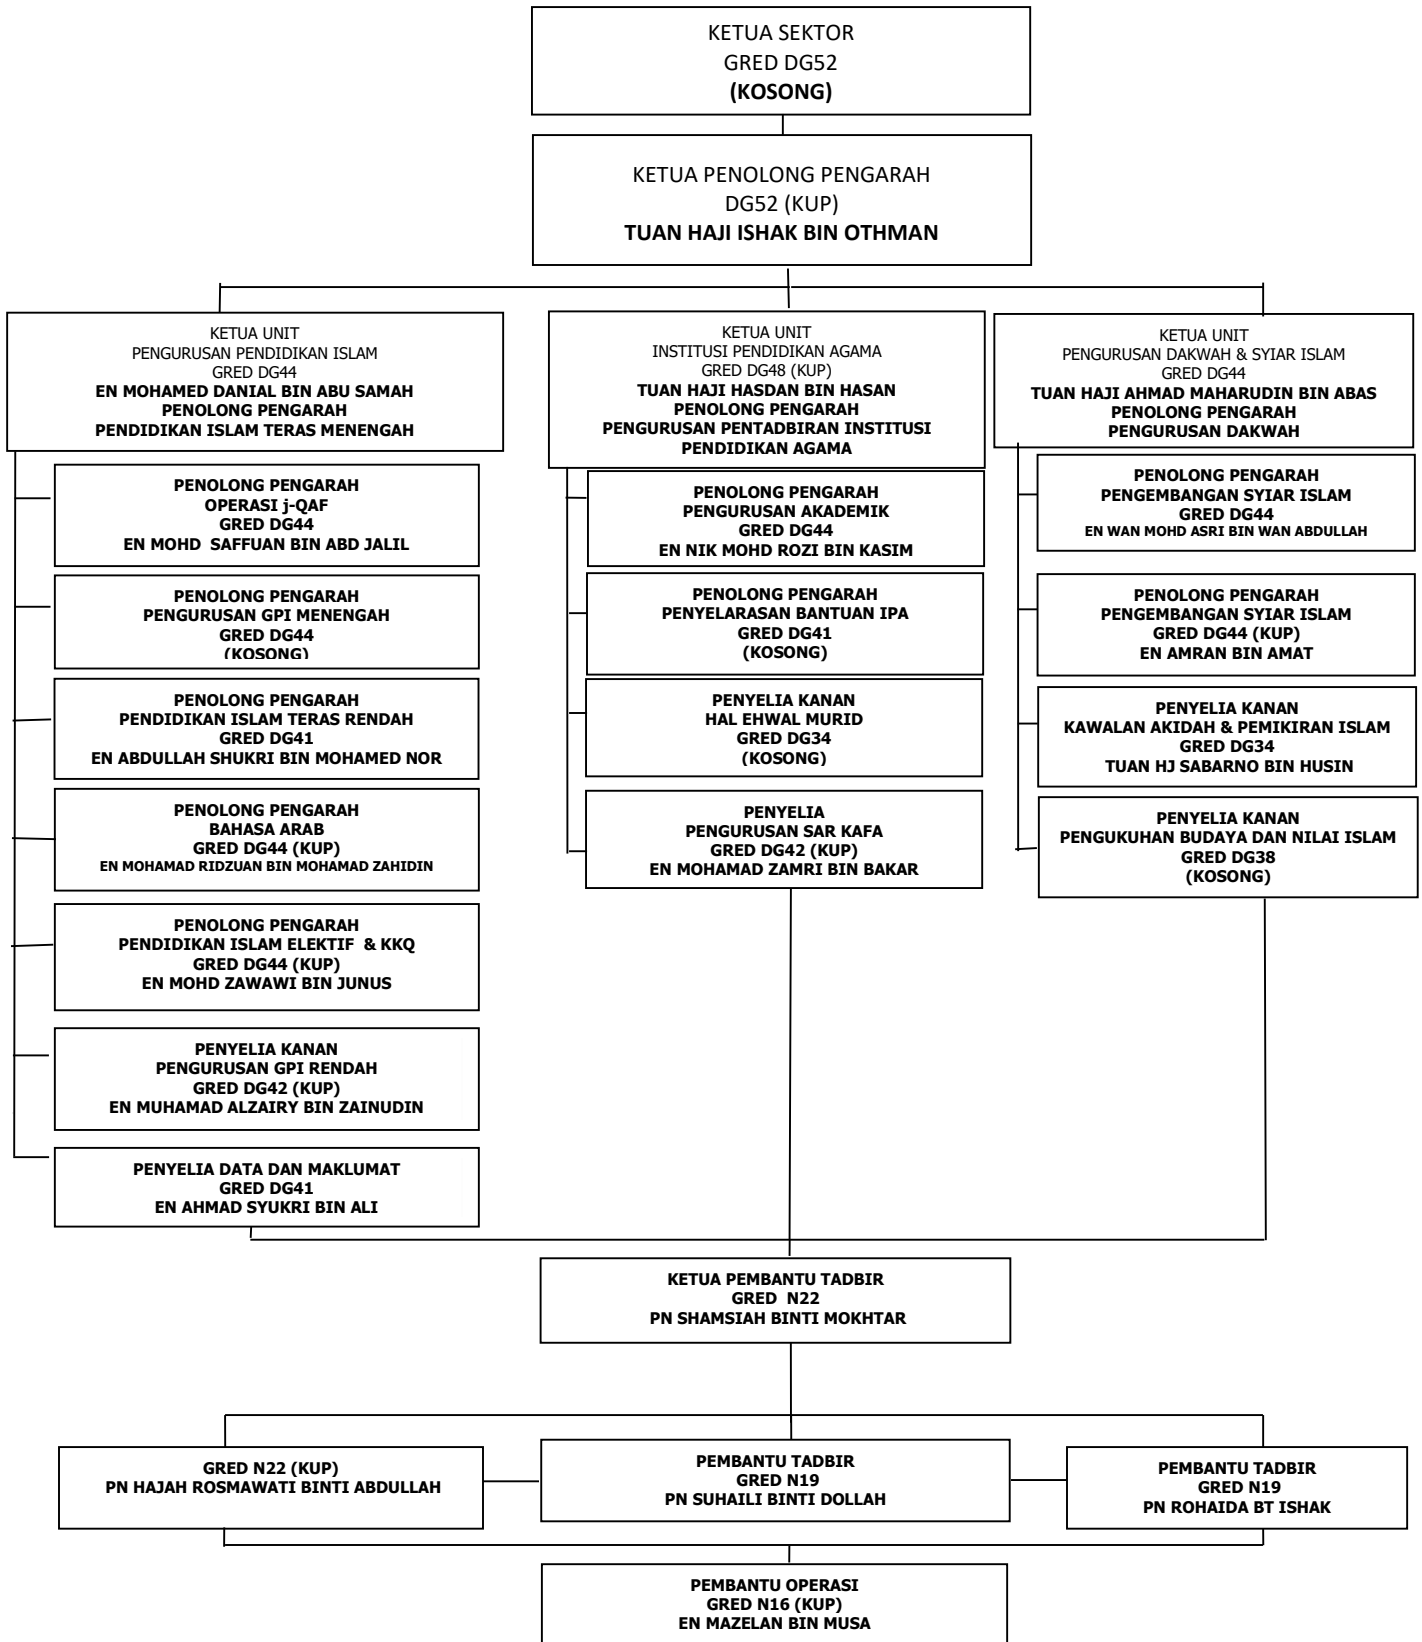 KETUA SEKTOR
GRED DG52
(KOSONG)
KETUA PENOLONG PENGARAH
DG52 (KUP)
TUAN HAJI ISHAK BIN OTHMAN
KETUA UNIT
PENGURUSAN PENDIDIKAN ISLAM
GRED DG44
EN MOHAMED DANIAL BIN ABU SAMAH
PENOLONG PENGARAH
PENDIDIKAN ISLAM TERAS MENENGAH
PENOLONG PENGARAH
OPERASI j-QAF
GRED DG44
EN MOHD SAFFUAN BIN ABD JALIL
PENOLONG PENGARAH
PENGURUSAN GPI MENENGAH
GRED DG44
(KOSONG)
PENOLONG PENGARAH
PENDIDIKAN ISLAM TERAS RENDAH
GRED DG41
EN ABDULLAH SHUKRI BIN MOHAMED NOR
PENOLONG PENGARAH
BAHASA ARAB
GRED DG44 (KUP)
EN MOHAMAD RIDZUAN BIN MOHAMAD ZAHIDIN
PENOLONG PENGARAH
PENDIDIKAN ISLAM ELEKTIF & KKQ
GRED DG44 (KUP)
EN MOHD ZAWAWI BIN JUNUS
PENYELIA KANAN
PENGURUSAN GPI RENDAH
GRED DG42 (KUP)
EN MUHAMAD ALZAIRY BIN ZAINUDIN
PENYELIA DATA DAN MAKLUMAT
GRED DG41
EN AHMAD SYUKRI BIN ALI
KETUA UNIT
INSTITUSI PENDIDIKAN AGAMA
GRED DG48 (KUP)
TUAN HAJI HASDAN BIN HASAN
PENOLONG PENGARAH
PENGURUSAN PENTADBIRAN INSTITUSI
PENDIDIKAN AGAMA
PENOLONG PENGARAH
PENGURUSAN AKADEMIK
GRED DG44
EN NIK MOHD ROZI BIN KASIM
PENOLONG PENGARAH
PENYELARASAN BANTUAN IPA
GRED DG41
(KOSONG)
PENYELIA KANAN
HAL EHWAL MURID
GRED DG34
(KOSONG)
PENYELIA
PENGURUSAN SAR KAFA
GRED DG42 (KUP)
EN MOHAMAD ZAMRI BIN BAKAR
KETUA UNIT
PENGURUSAN DAKWAH & SYIAR ISLAM
GRED DG44
TUAN HAJI AHMAD MAHARUDIN BIN ABAS
PENOLONG PENGARAH
PENGURUSAN DAKWAH
PENOLONG PENGARAH
PENGEMBANGAN SYIAR ISLAM
GRED DG44
EN WAN MOHD ASRI BIN WAN ABDULLAH
PENOLONG PENGARAH
PENGEMBANGAN SYIAR ISLAM
GRED DG44 (KUP)
EN AMRAN BIN AMAT
PENYELIA KANAN
KAWALAN AKIDAH & PEMIKIRAN ISLAM
GRED DG34
TUAN HJ SABARNO BIN HUSIN
PENYELIA KANAN
PENGUKUHAN BUDAYA DAN NILAI ISLAM
GRED DG38
(KOSONG)
KETUA PEMBANTU TADBIR
GRED N22
PN SHAMSIAH BINTI MOKHTAR
GRED N22 (KUP)
PN HAJAH ROSMAWATI BINTI ABDULLAH
PEMBANTU TADBIR
GRED N19
PN SUHAILI BINTI DOLLAH
PEMBANTU TADBIR
GRED N19
PN ROHAIDA BT ISHAK
PEMBANTU OPERASI
GRED N16 (KUP)
EN MAZELAN BIN MUSA